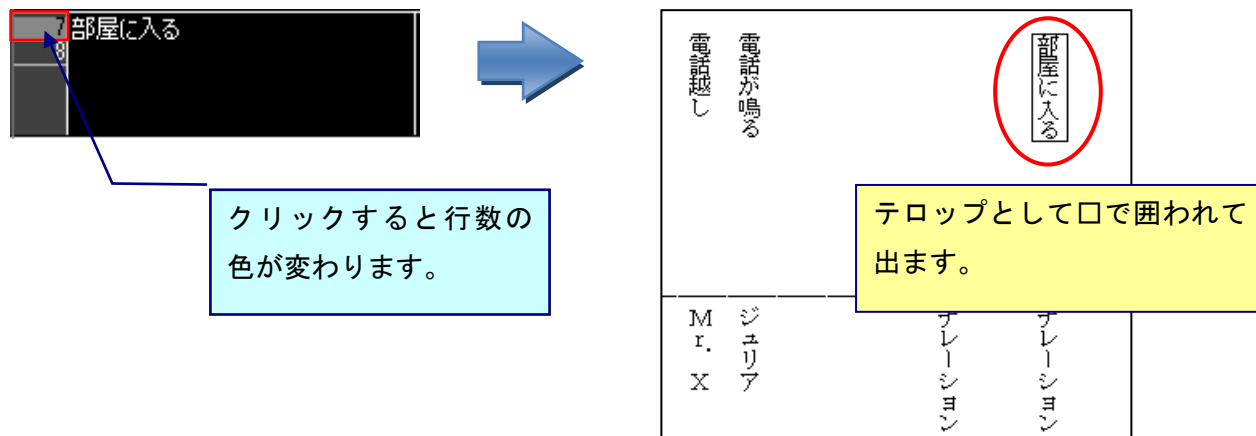 7 部屋に入る
8
クリックすると行数の
色が変わります。
部屋に入る
電話が鳴る
電話越し
テロップとして□で囲われて
出ます。
ナレーション
ナレーション
ジュリア
Mr. X